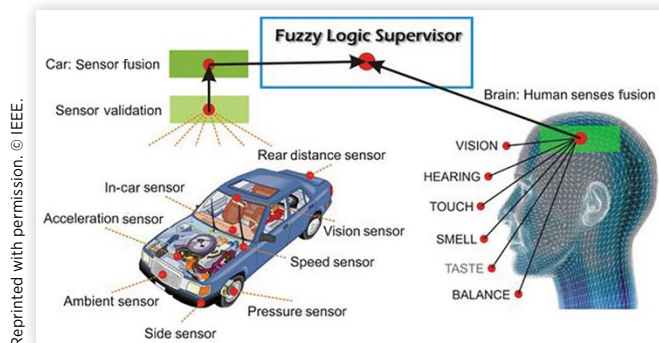 Reprinted with permission. © IEEE.
Fuzzy Logic Supervisor
Car: Sensor fusion
Sensor validation
Brain: Human senses fusion
Rear distance sensor
In-car sensor
Acceleration sensor
Vision sensor
Speed sensor
Ambient sensor
Pressure sensor
Side sensor
VISION
HEARING
TOUCH
SMELL
TASTE
BALANCE